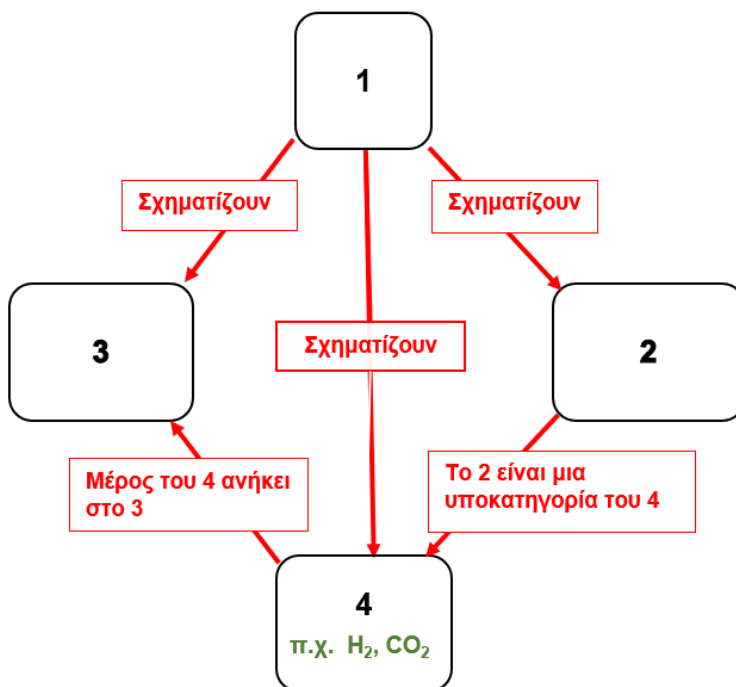 1
Σχηματίζουν
Σχηματίζουν
Σχηματίζουν
3
2
Μέρος του 4 ανήκει
στο 3
Το 2 είναι μια
υποκατηγορία του 4
4
π.χ. H₂, CO₂